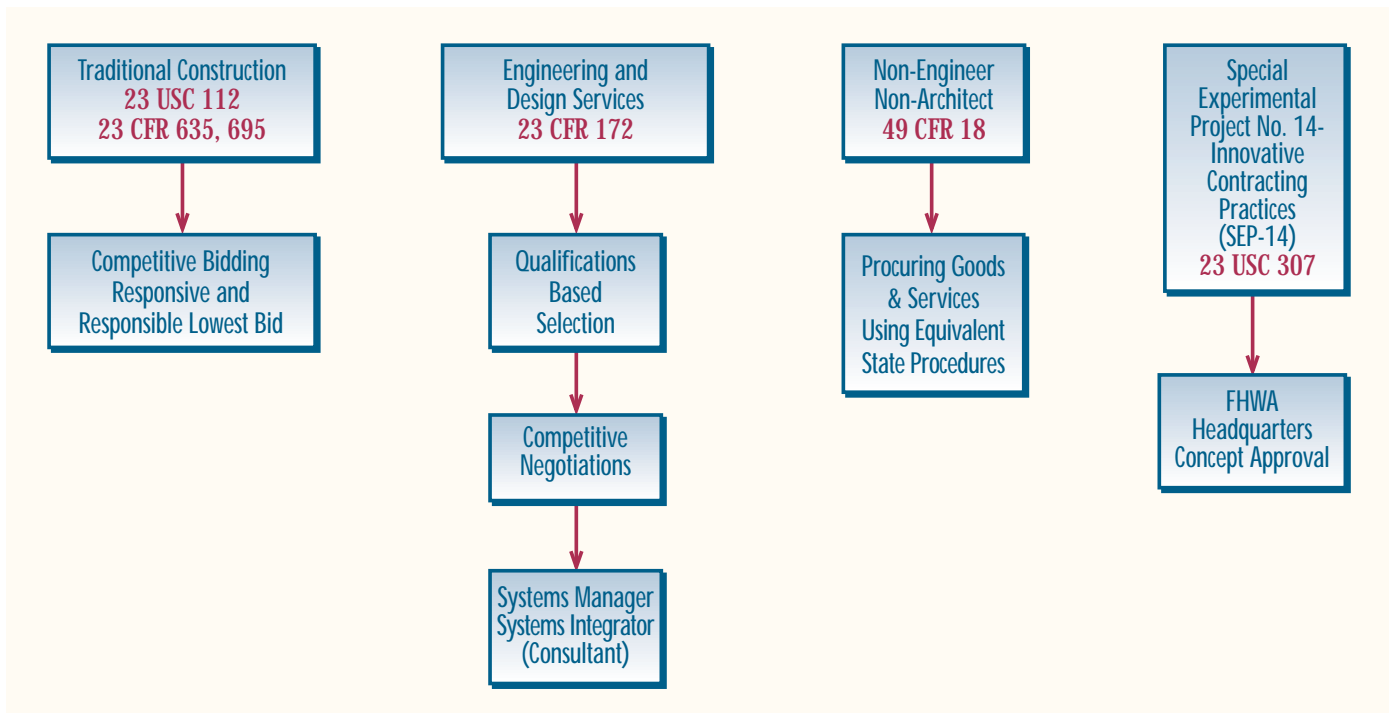 Traditional Construction
23 USC 112
23 CFR 635, 695
Competitive Bidding
Responsive and
Responsible Lowest Bid
Engineering and
Design Services
23 CFR 172
Qualifications
Based
Selection
Competitive
Negotiations
Systems Manager
Systems Integrator
(Consultant)
Non-Engineer
Non-Architect
49 CFR 18
Procuring Goods
& Services
Using Equivalent
State Procedures
Special
Experimental
Project No. 14-
Innovative
Contracting
Practices
(SEP-14)
23 USC 307
FHWA
Headquarters
Concept Approval